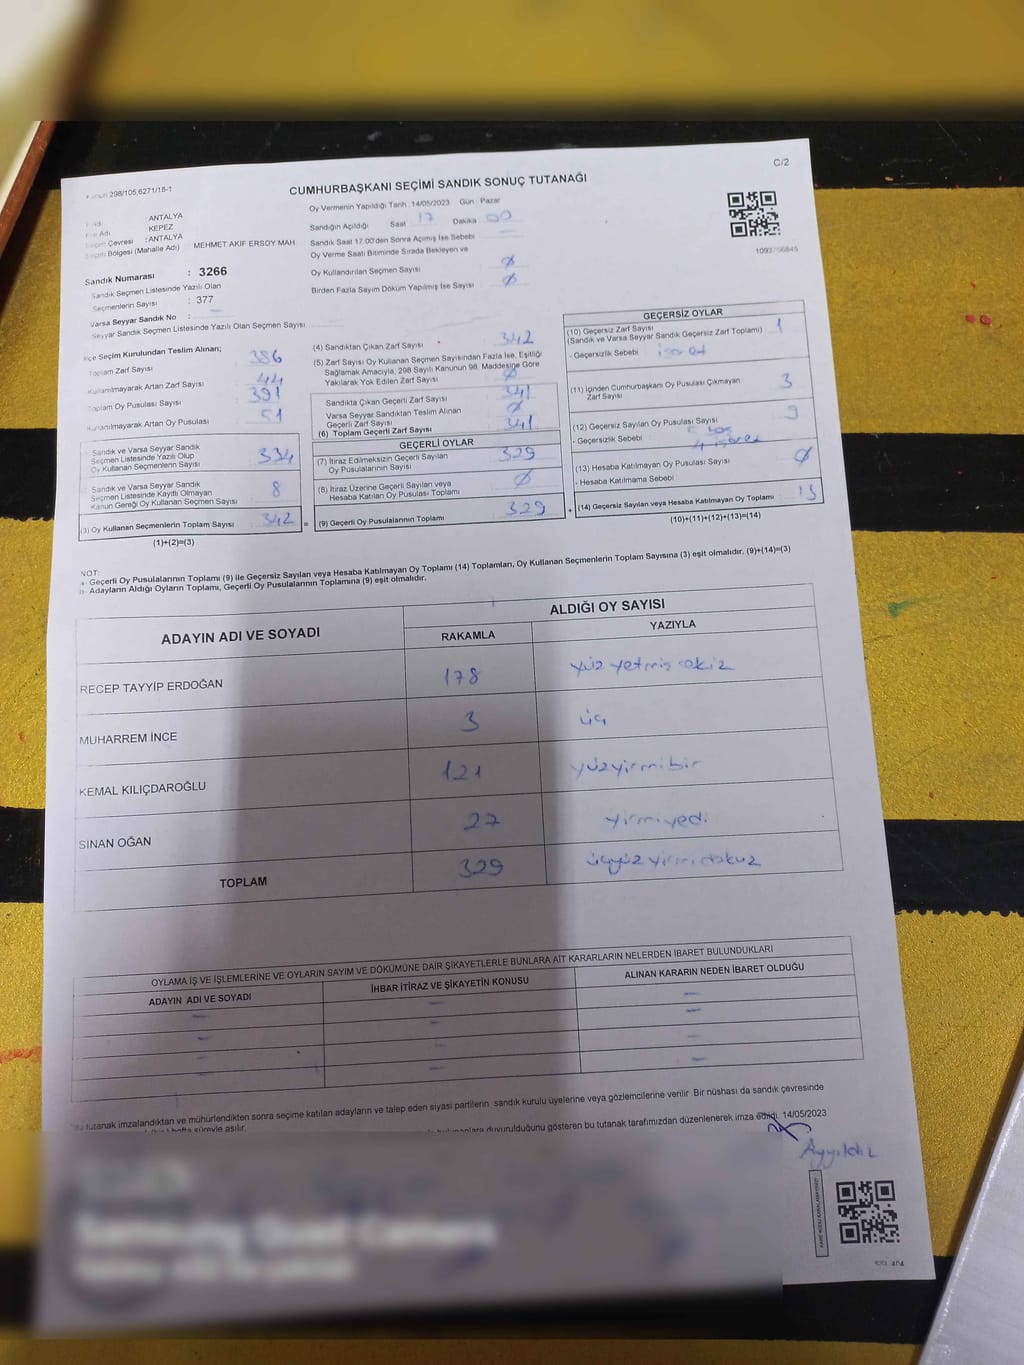 298/105,6271/18-1
C/2
CUMHURBAŞKANI SEÇİMİ SANDIK SONUÇ TUTANAĞI
: ANTALYA
Adı : KEPEZ
Çevresi : ANTALYA
Bölgesi (Mahalle Adı) MEHMET AKİF ERSOY MAH
Sandık Numarası : 3266
Sandık Seçmen Listesinde Yazılı Olan
Seçmenlerin Sayısı : 377
Varsa Seyyar Sandık No :
Seyyar Sandık Seçmen Listesinde Yazılı Olan Seçmen Sayısı
Oy Vermenin Yapıldığı Tarih :14/05/2023 Gün Pazar
Sandığın Açıldığı Saat 17 Dakika 00
Sandık Saat 17:00'den Sonra Açılmış İse Sebebi
Oy Verme Saati Bitiminde Sırada Bekleyen ve
Oy Kullandırılan Seçmen Sayısı Ø
Birden Fazla Sayım Döküm Yapılmış İse Sayısı Ø
İlçe Seçim Kurulundan Teslim Alınan;
Toplam Zarf Sayısı 386
Kullanılmayarak Artan Zarf Sayısı 44
Toplam Oy Pusulası Sayısı 391
Kullanılmayarak Artan Oy Pusulası 51
Sandık ve Varsa Seyyar Sandık
Seçmen Listesinde Yazılı Olup
Oy Kullanan Seçmenlerin Sayısı 334
Sandık ve Varsa Seyyar Sandık
Seçmen Listesinde Kayıtlı Olmayan
Kanun Gereği Oy Kullanan Seçmen Sayısı 8
(3) Oy Kullanan Seçmenlerin Toplam Sayısı 342 =
(1)+(2)=(3)
(4) Sandıktan Çıkan Zarf Sayısı 342
(5) Zarf Sayısı Oy Kullanan Seçmen Sayısından Fazla İse, Eşitliği
Sağlamak Amacıyla, 298 Sayılı Kanunun 98. Maddesine Göre
Yakılarak Yok Edilen Zarf Sayısı Ø
Sandıkta Çıkan Geçerli Zarf Sayısı 341
Varsa Seyyar Sandıktan Teslim Alınan
Geçerli Zarf Sayısı Ø
(6) Toplam Geçerli Zarf Sayısı 341
GEÇERLİ OYLAR
(7) İtiraz Edilmeksizin Geçerli Sayılan
Oy Pusulalarının Sayısı 329
(8) İtiraz Üzerine Geçerli Sayılan veya
Hesaba Katılan Oy Pusulası Toplamı Ø
(9) Geçerli Oy Pusulalarının Toplamı 329 +
GEÇERSİZ OYLAR
(10) Geçersiz Zarf Sayısı 1
(Sandık ve Varsa Seyyar Sandık Geçersiz Zarf Toplamı)
- Geçersizlik Sebebi işaret
(11) İçinden Cumhurbaşkanı Oy Pusulası Çıkmayan
Zarf Sayısı 3
(12) Geçersiz Sayılan Oy Pusulası Sayısı 9
- Geçersizlik Sebebi 5 boş
4 işaret
(13) Hesaba Katılmayan Oy Pusulası Sayısı Ø
- Hesaba Katılmama Sebebi
(14) Geçersiz Sayılan veya Hesaba Katılmayan Oy Toplamı 13
(10)+(11)+(12)+(13)=(14)
NOT:
a- Geçerli Oy Pusulalarının Toplamı (9) ile Geçersiz Sayılan veya Hesaba Katılmayan Oy Toplamı (14) Toplamları, Oy Kullanan Seçmenlerin Toplam Sayısına (3) eşit olmalıdır. (9)+(14)=(3)
b- Adayların Aldığı Oyların Toplamı, Geçerli Oy Pusulalarının Toplamına (9) eşit olmalıdır.
ADAYIN ADI VE SOYADI ALDIĞI OY SAYISI
RAKAMLA YAZIYLA
RECEP TAYYİP ERDOĞAN 178 yüz yetmiş sekiz
MUHARREM İNCE 3 üç
KEMAL KILIÇDAROĞLU 121 yüzyirmibir
SİNAN OĞAN 27 yirmiyedi
TOPLAM 329 üçyüz yirmidokuz
OYLAMA İŞ VE İŞLEMLERİNE VE OYLARIN SAYIM VE DÖKÜMÜNE DAİR ŞİKAYETLERLE BUNLARA AİT KARARLARIN NELERDEN İBARET BULUNDUKLARI
ADAYIN ADI VE SOYADI İHBAR İTİRAZ VE ŞİKAYETİN KONUSU ALINAN KARARIN NEDEN İBARET OLDUĞU
Bu tutanak imzalandıktan ve mühürlendikten sonra seçime katılan adayların ve talep eden siyasi partilerin sandık kurulu üyelerine veya gözlemcilerine verilir. Bir nüshası da sandık çevresinde
hafta süreyle asılır. duyurulduğunu gösteren bu tutanak tarafımızdan düzenlenerek imza edildi. 14/05/2023
Ayyıldız